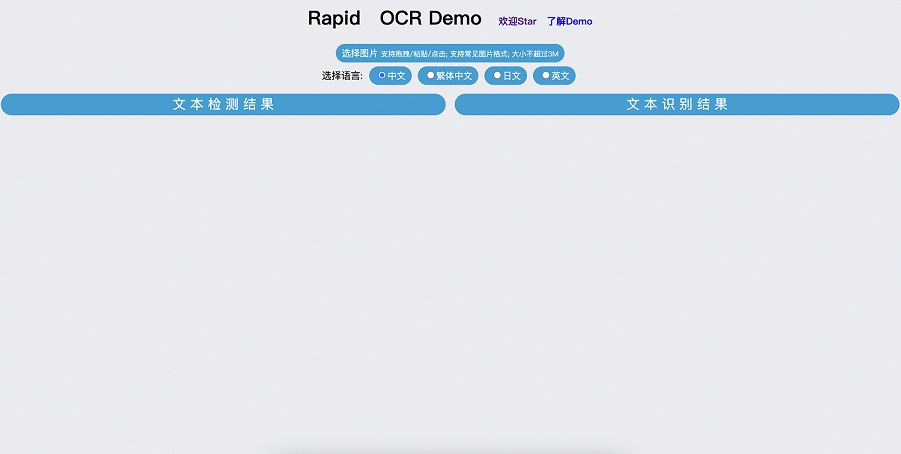 Rapid OCR Demo 欢迎Star 了解Demo
选择图片 支持拖拽/粘贴/点击; 支持常见图片格式; 大小不超过3M
选择语言: 中文 繁体中文 日文 英文
文本检测结果 文本识别结果